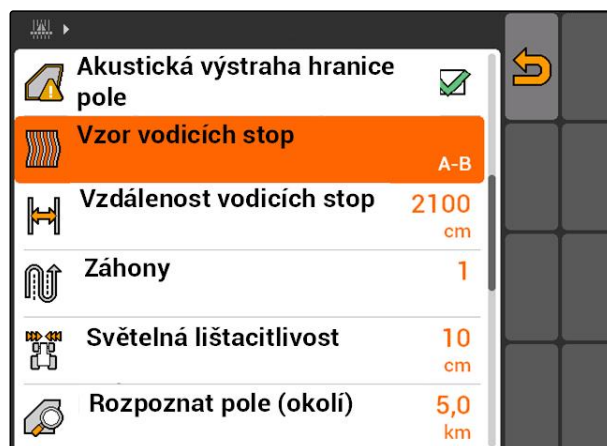 Akustická výstraha hranice
pole
Vzor vodicích stop
A-B
Vzdálenost vodicích stop
2100
cm
Záhony
1
Světelná lištacitlivost
10
cm
Rozpoznat pole (okolí)
5,0
km